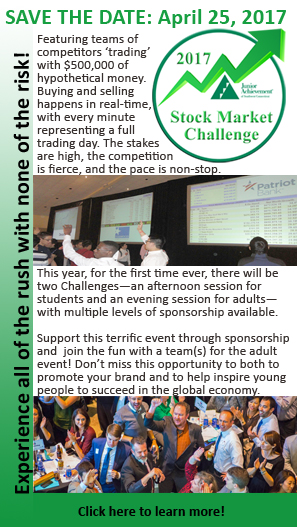 SAVE THE DATE: April 25, 2017
Experience all of the rush with none of the risk!
Featuring teams of
competitors ‘trading’
with $500,000 of
hypothetical money.
Buying and selling
happens in real-time,
with every minute
representing a full
trading day. The stakes
are high, the competition
is fierce, and the pace is non-stop.
2017
Junior
Achievement
Stock Market
Challenge
Patriot
Bank
This year, for the first time ever, there will be
two Challenges—an afternoon session for
students and an evening session for adults—
with multiple levels of sponsorship available.
Support this terrific event through sponsorship
and join the fun with a team(s) for the adult
event! Don’t miss this opportunity to both to
promote your brand and to help inspire young
people to succeed in the global economy.
Click here to learn more!